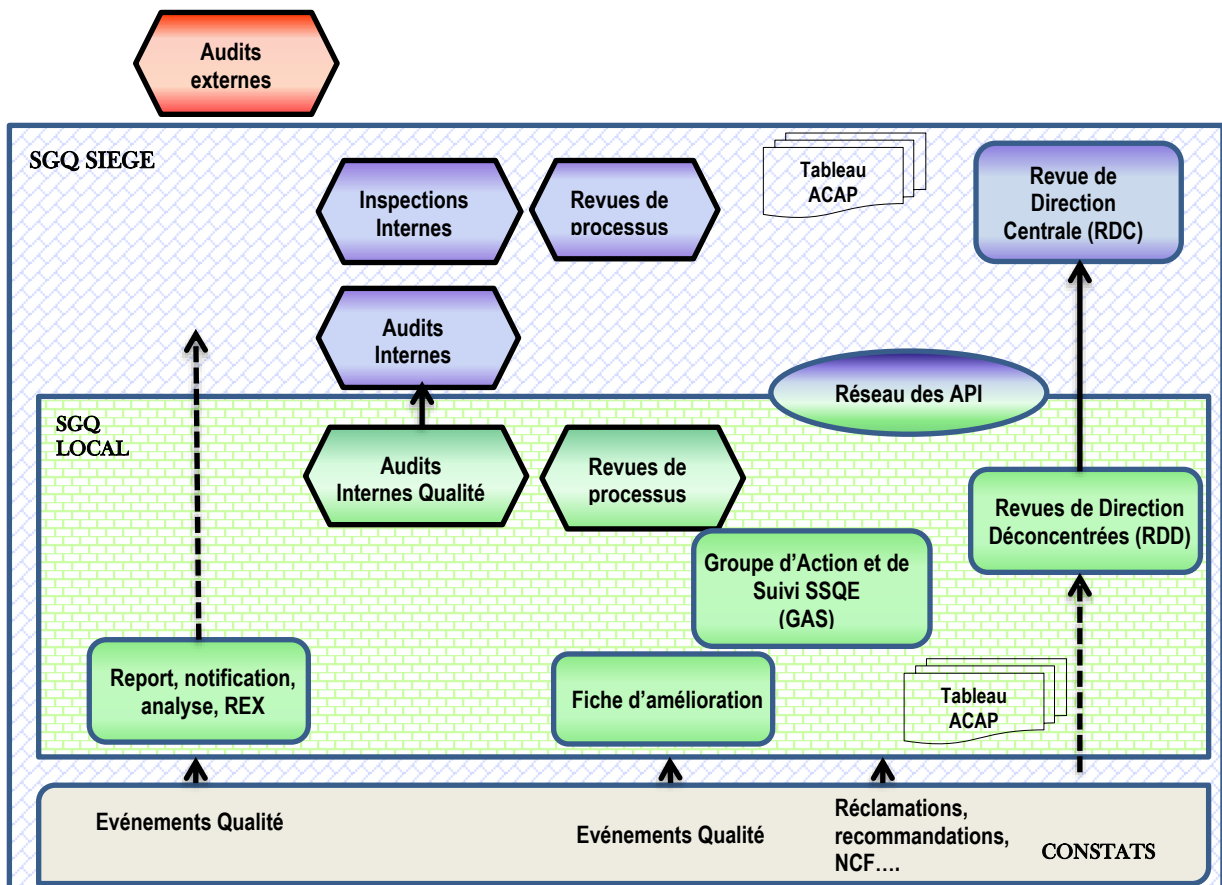 Audits
externes
SGQ SIEGE
Inspections
Internes
Revues de
processus
Tableau
ACAP
Revue de
Direction
Centrale (RDC)
Audits
Internes
Réseau des API
SGQ
LOCAL
Audits
Internes Qualité
Revues de
processus
Revues de Direction
Déconcentrées (RDD)
Groupe d’Action et de
Suivi SSQE
(GAS)
Report, notification,
analyse, REX
Fiche d’amélioration
Tableau
ACAP
Evénements Qualité
Evénements Qualité
Réclamations,
recommandations,
NCF….
CONSTATS